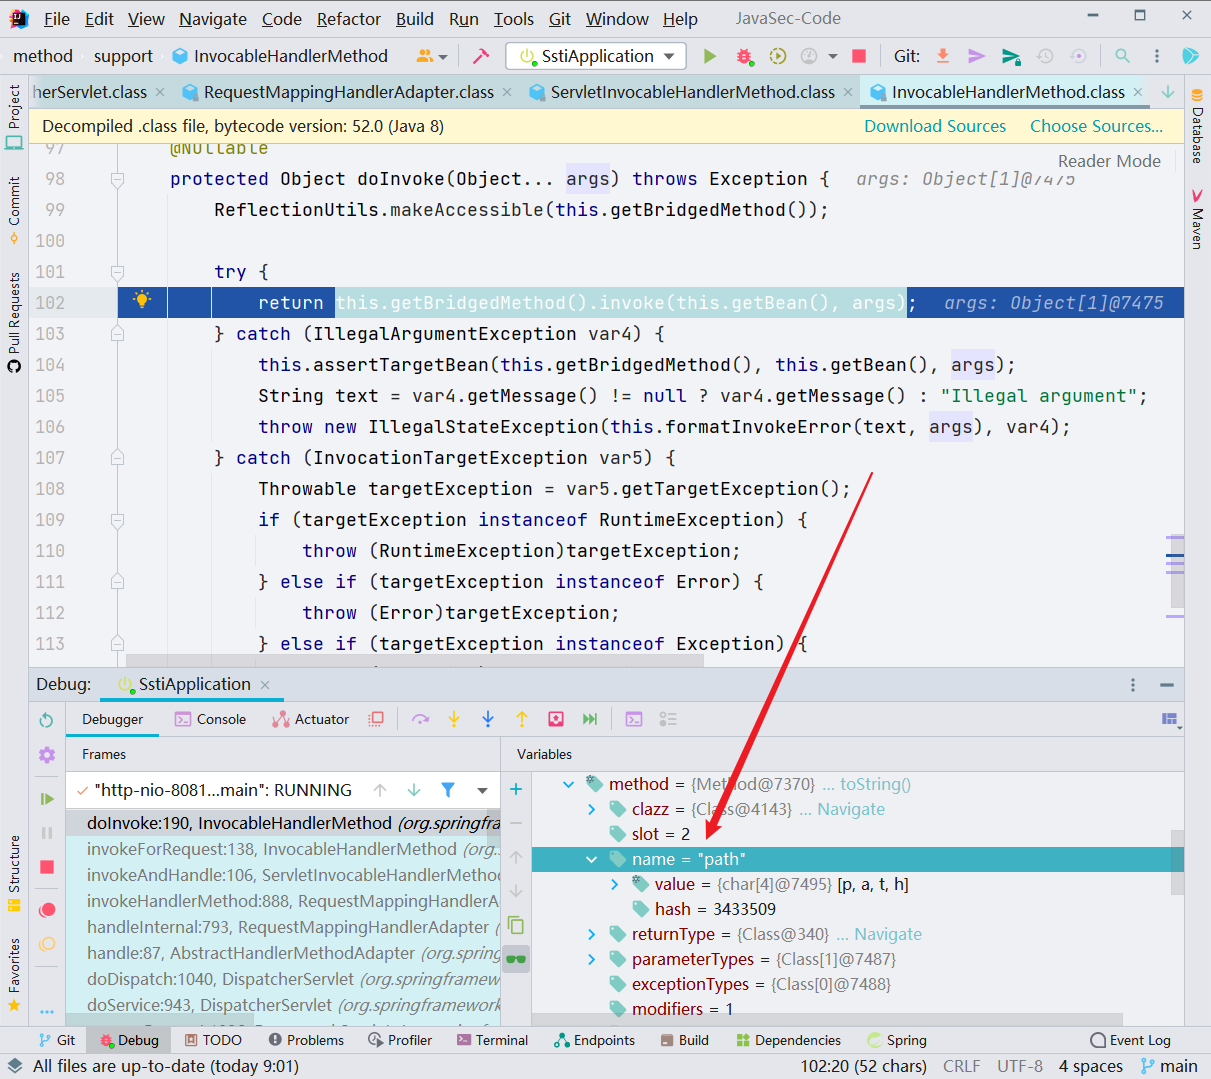 File Edit View Navigate Code Refactor Build Run Tools Git Window Help JavaSec-Code
method support InvocableHandlerMethod SstiApplication Git:
herServlet.class RequestMappingHandlerAdapter.class ServletInvocableHandlerMethod.class InvocableHandlerMethod.class
Decompiled .class file, bytecode version: 52.0 (Java 8) Download Sources Choose Sources...
Reader Mode
97 @Nullable
98 protected Object doInvoke(Object... args) throws Exception { args: Object[1]@7475
99 ReflectionUtils.makeAccessible(this.getBridgedMethod());
100
101 try {
102 return this.getBridgedMethod().invoke(this.getBean(), args); args: Object[1]@7475
103 } catch (IllegalArgumentException var4) {
104 this.assertTargetBean(this.getBridgedMethod(), this.getBean(), args);
105 String text = var4.getMessage() != null ? var4.getMessage() : "Illegal argument";
106 throw new IllegalStateException(this.formatInvokeError(text, args), var4);
107 } catch (InvocationTargetException var5) {
108 Throwable targetException = var5.getTargetException();
109 if (targetException instanceof RuntimeException) {
110 throw (RuntimeException)targetException;
111 } else if (targetException instanceof Error) {
112 throw (Error)targetException;
113 } else if (targetException instanceof Exception) {
Project
Commit
Pull Requests
Structure
Favorites
Database
Maven
Debug: SstiApplication
Debugger Console Actuator
Frames
"http-nio-8081...main": RUNNING
doInvoke:190, InvocableHandlerMethod (org.springfra
invokeForRequest:138, InvocableHandlerMethod (org.s
invokeAndHandle:106, ServletInvocableHandlerMethod
invokeHandlerMethod:888, RequestMappingHandlerA
handleInternal:793, RequestMappingHandlerAdapter (
handle:87, AbstractHandlerMethodAdapter (org.spring
doDispatch:1040, DispatcherServlet (org.springframew
doService:943, DispatcherServlet (org.springframework
Variables
method = {Method@7370} ... toString()
clazz = {Class@4143} ... Navigate
slot = 2
name = "path"
value = {char[4]@7495} [p, a, t, h]
hash = 3433509
returnType = {Class@340} ... Navigate
parameterTypes = {Class[1]@7487}
exceptionTypes = {Class[0]@7488}
modifiers = 1
Git Debug TODO Problems Profiler Terminal Endpoints Build Dependencies Spring Event Log
All files are up-to-date (today 9:01) 102:20 (52 chars) CRLF UTF-8 4 spaces main